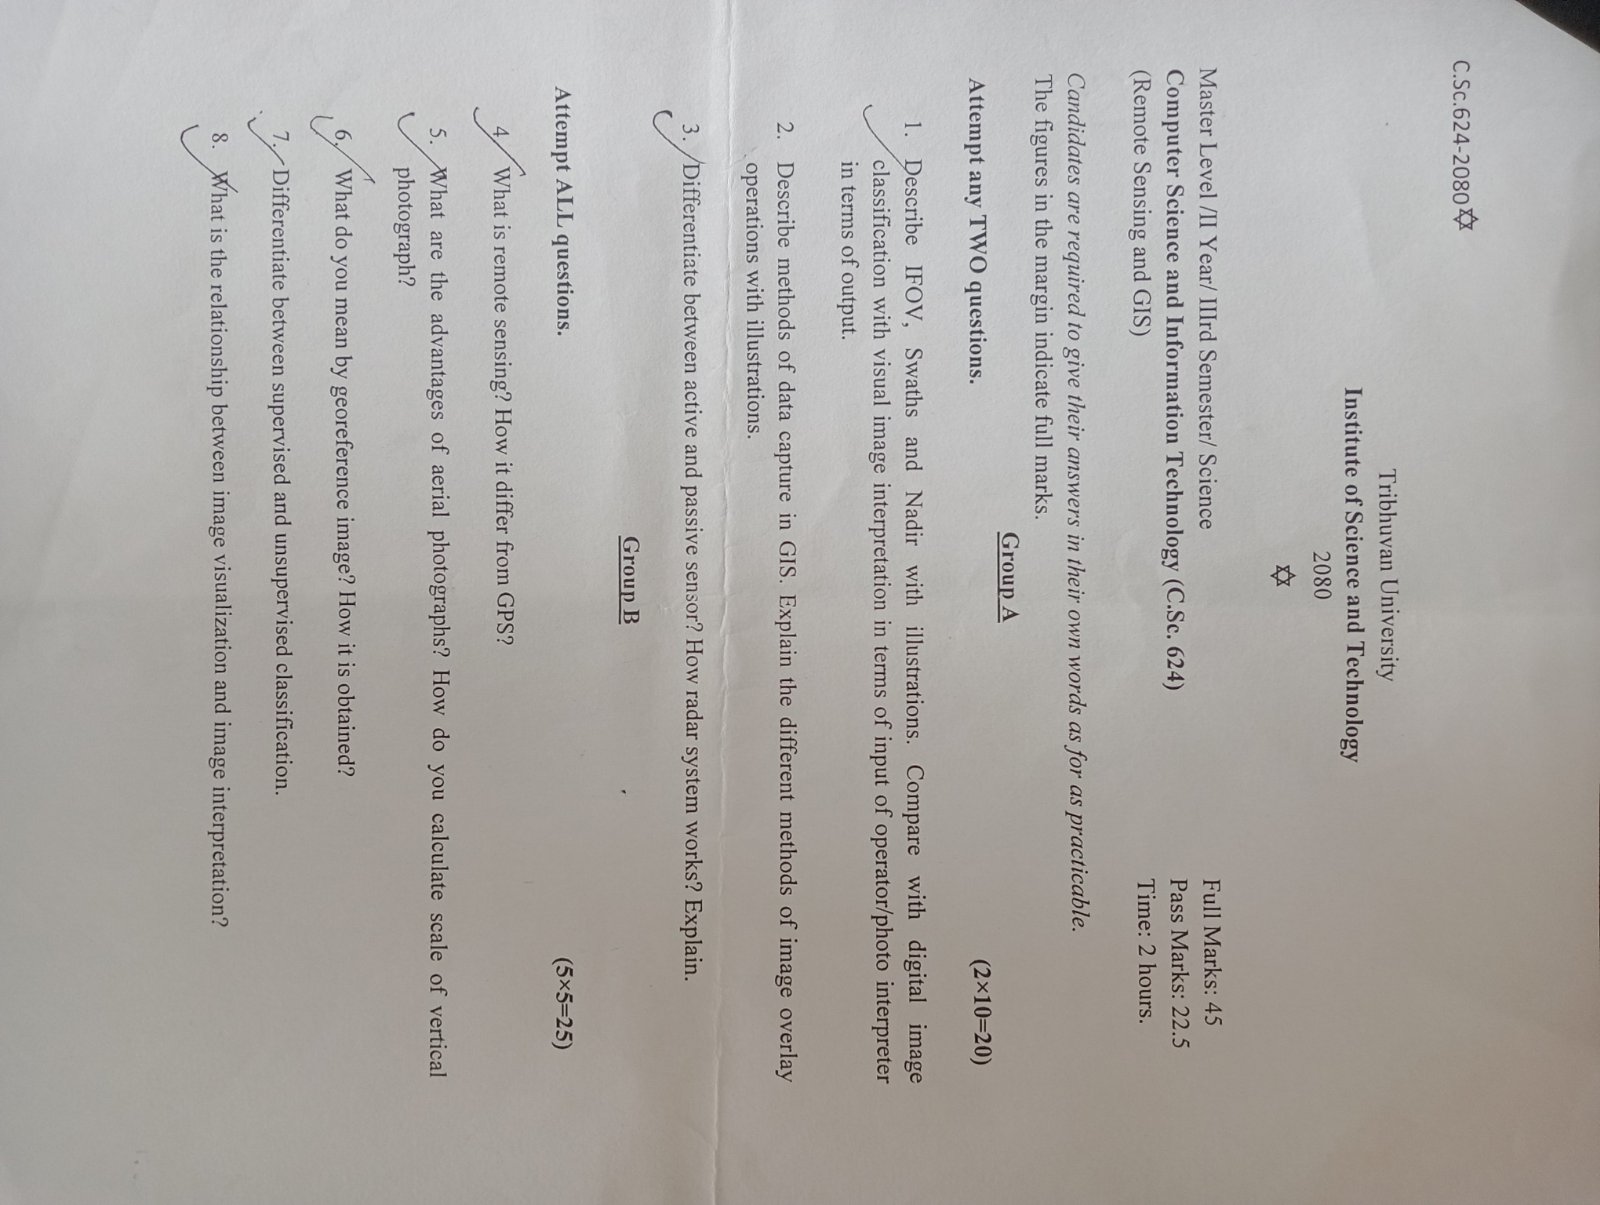 C.Sc.624-2080✡
Tribhuvan University
Institute of Science and Technology
2080
✡
Master Level /II Year/ IIIrd Semester/ Science
Full Marks: 45
Computer Science and Information Technology (C.Sc. 624)
Pass Marks: 22.5
(Remote Sensing and GIS)
Time: 2 hours.
Candidates are required to give their answers in their own words as for as practicable.
The figures in the margin indicate full marks.
Group A
Attempt any TWO questions.
(2×10=20)
1. Describe IFOV, Swaths and Nadir with illustrations. Compare with digital image
classification with visual image interpretation in terms of input of operator/photo interpreter
in terms of output.
2. Describe methods of data capture in GIS. Explain the different methods of image overlay
operations with illustrations.
3. Differentiate between active and passive sensor? How radar system works? Explain.
Group B
Attempt ALL questions.
(5×5=25)
4. What is remote sensing? How it differ from GPS?
5. What are the advantages of aerial photographs? How do you calculate scale of vertical
photograph?
6. What do you mean by georeference image? How it is obtained?
7. Differentiate between supervised and unsupervised classification.
8. What is the relationship between image visualization and image interpretation?